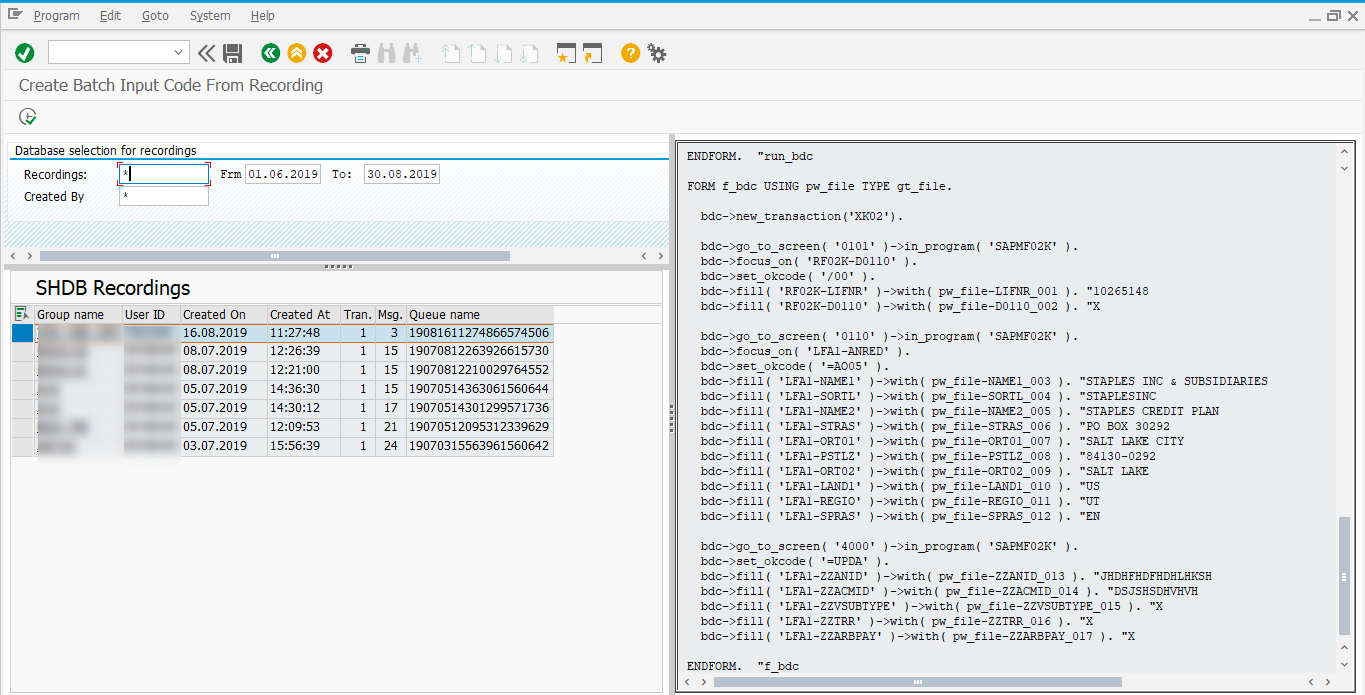 Program Edit Goto System Help
Create Batch Input Code From Recording
Database selection for recordings
Recordings: * Frm 01.06.2019 To: 30.08.2019
Created By *
SHDB Recordings
Group name User ID Created On Created At Tran. Msg. Queue name
16.08.2019 11:27:48 1 3 19081611274866574506
08.07.2019 12:26:39 1 15 19070812263926615730
08.07.2019 12:21:00 1 15 19070812210029764552
05.07.2019 14:36:30 1 15 19070514363061560644
05.07.2019 14:30:12 1 17 19070514301299571736
05.07.2019 12:09:53 1 21 19070512095312339629
03.07.2019 15:56:39 1 24 19070315563961560642
ENDFORM. "run_bdc
FORM f_bdc USING pw_file TYPE gt_file.
bdc->new_transaction('XK02').
bdc->go_to_screen( '0101' )->in_program( 'SAPMF02K' ).
bdc->focus_on( 'RF02K-D0110' ).
bdc->set_okcode( '/00' ).
bdc->fill( 'RF02K-LIFNR' )->with( pw_file-LIFNR_001 ). "10265148
bdc->fill( 'RF02K-D0110' )->with( pw_file-D0110_002 ). "X
bdc->go_to_screen( '0110' )->in_program( 'SAPMF02K' ).
bdc->focus_on( 'LFA1-ANRED' ).
bdc->set_okcode( '=AO05' ).
bdc->fill( 'LFA1-NAME1' )->with( pw_file-NAME1_003 ). "STAPLES INC & SUBSIDIARIES
bdc->fill( 'LFA1-SORTL' )->with( pw_file-SORTL_004 ). "STAPLESINC
bdc->fill( 'LFA1-NAME2' )->with( pw_file-NAME2_005 ). "STAPLES CREDIT PLAN
bdc->fill( 'LFA1-STRAS' )->with( pw_file-STRAS_006 ). "PO BOX 30292
bdc->fill( 'LFA1-ORT01' )->with( pw_file-ORT01_007 ). "SALT LAKE CITY
bdc->fill( 'LFA1-PSTLZ' )->with( pw_file-PSTLZ_008 ). "84130-0292
bdc->fill( 'LFA1-ORT02' )->with( pw_file-ORT02_009 ). "SALT LAKE
bdc->fill( 'LFA1-LAND1' )->with( pw_file-LAND1_010 ). "US
bdc->fill( 'LFA1-REGIO' )->with( pw_file-REGIO_011 ). "UT
bdc->fill( 'LFA1-SPRAS' )->with( pw_file-SPRAS_012 ). "EN
bdc->go_to_screen( '4000' )->in_program( 'SAPMF02K' ).
bdc->set_okcode( '=UPDA' ).
bdc->fill( 'LFA1-ZZANID' )->with( pw_file-ZZANID_013 ). "JHDHFHDFHDHLHKSH
bdc->fill( 'LFA1-ZZACMID' )->with( pw_file-ZZACMID_014 ). "DSJSHSDHVHVH
bdc->fill( 'LFA1-ZZVSUBTYPE' )->with( pw_file-ZZVSUBTYPE_015 ). "X
bdc->fill( 'LFA1-ZZTRR' )->with( pw_file-ZZTRR_016 ). "X
bdc->fill( 'LFA1-ZZARBPAY' )->with( pw_file-ZZARBPAY_017 ). "X
ENDFORM. "f_bdc